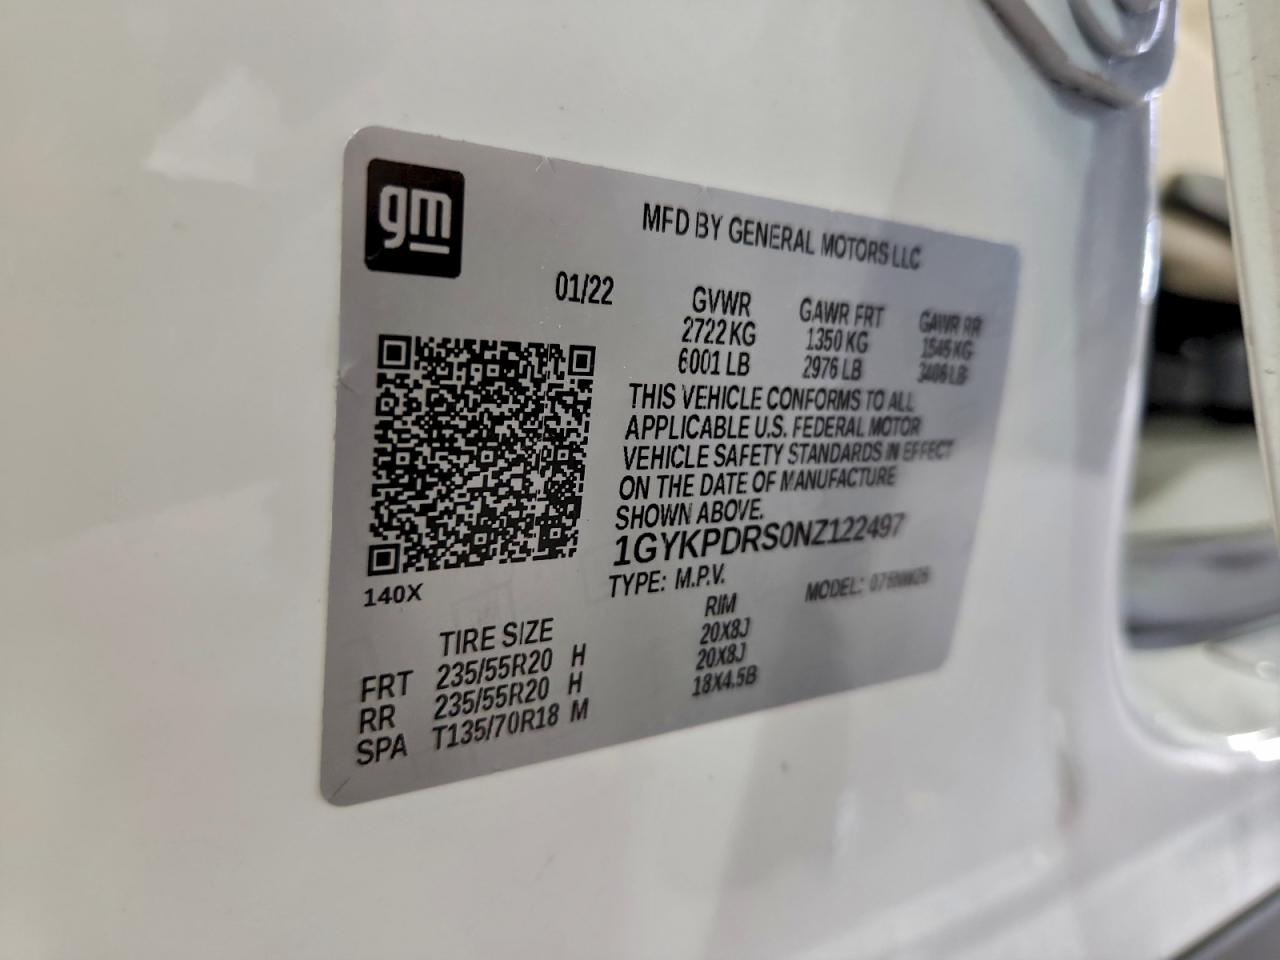 gm
MFD BY GENERAL MOTORS LLC
01/22
GVWR GAWR FRT GAWR RR
2722 KG 1350 KG 1545 KG
6001 LB 2976 LB 3406 LB
THIS VEHICLE CONFORMS TO ALL
APPLICABLE U.S. FEDERAL MOTOR
VEHICLE SAFETY STANDARDS IN EFFECT
ON THE DATE OF MANUFACTURE
SHOWN ABOVE.
1GYKPDRS0NZ122497
140X
TYPE: M.P.V. MODEL:
TIRE SIZE RIM
FRT 235/55R20 H 20X8J
RR 235/55R20 H 20X8J
SPA T135/70R18 M 18X4.5B